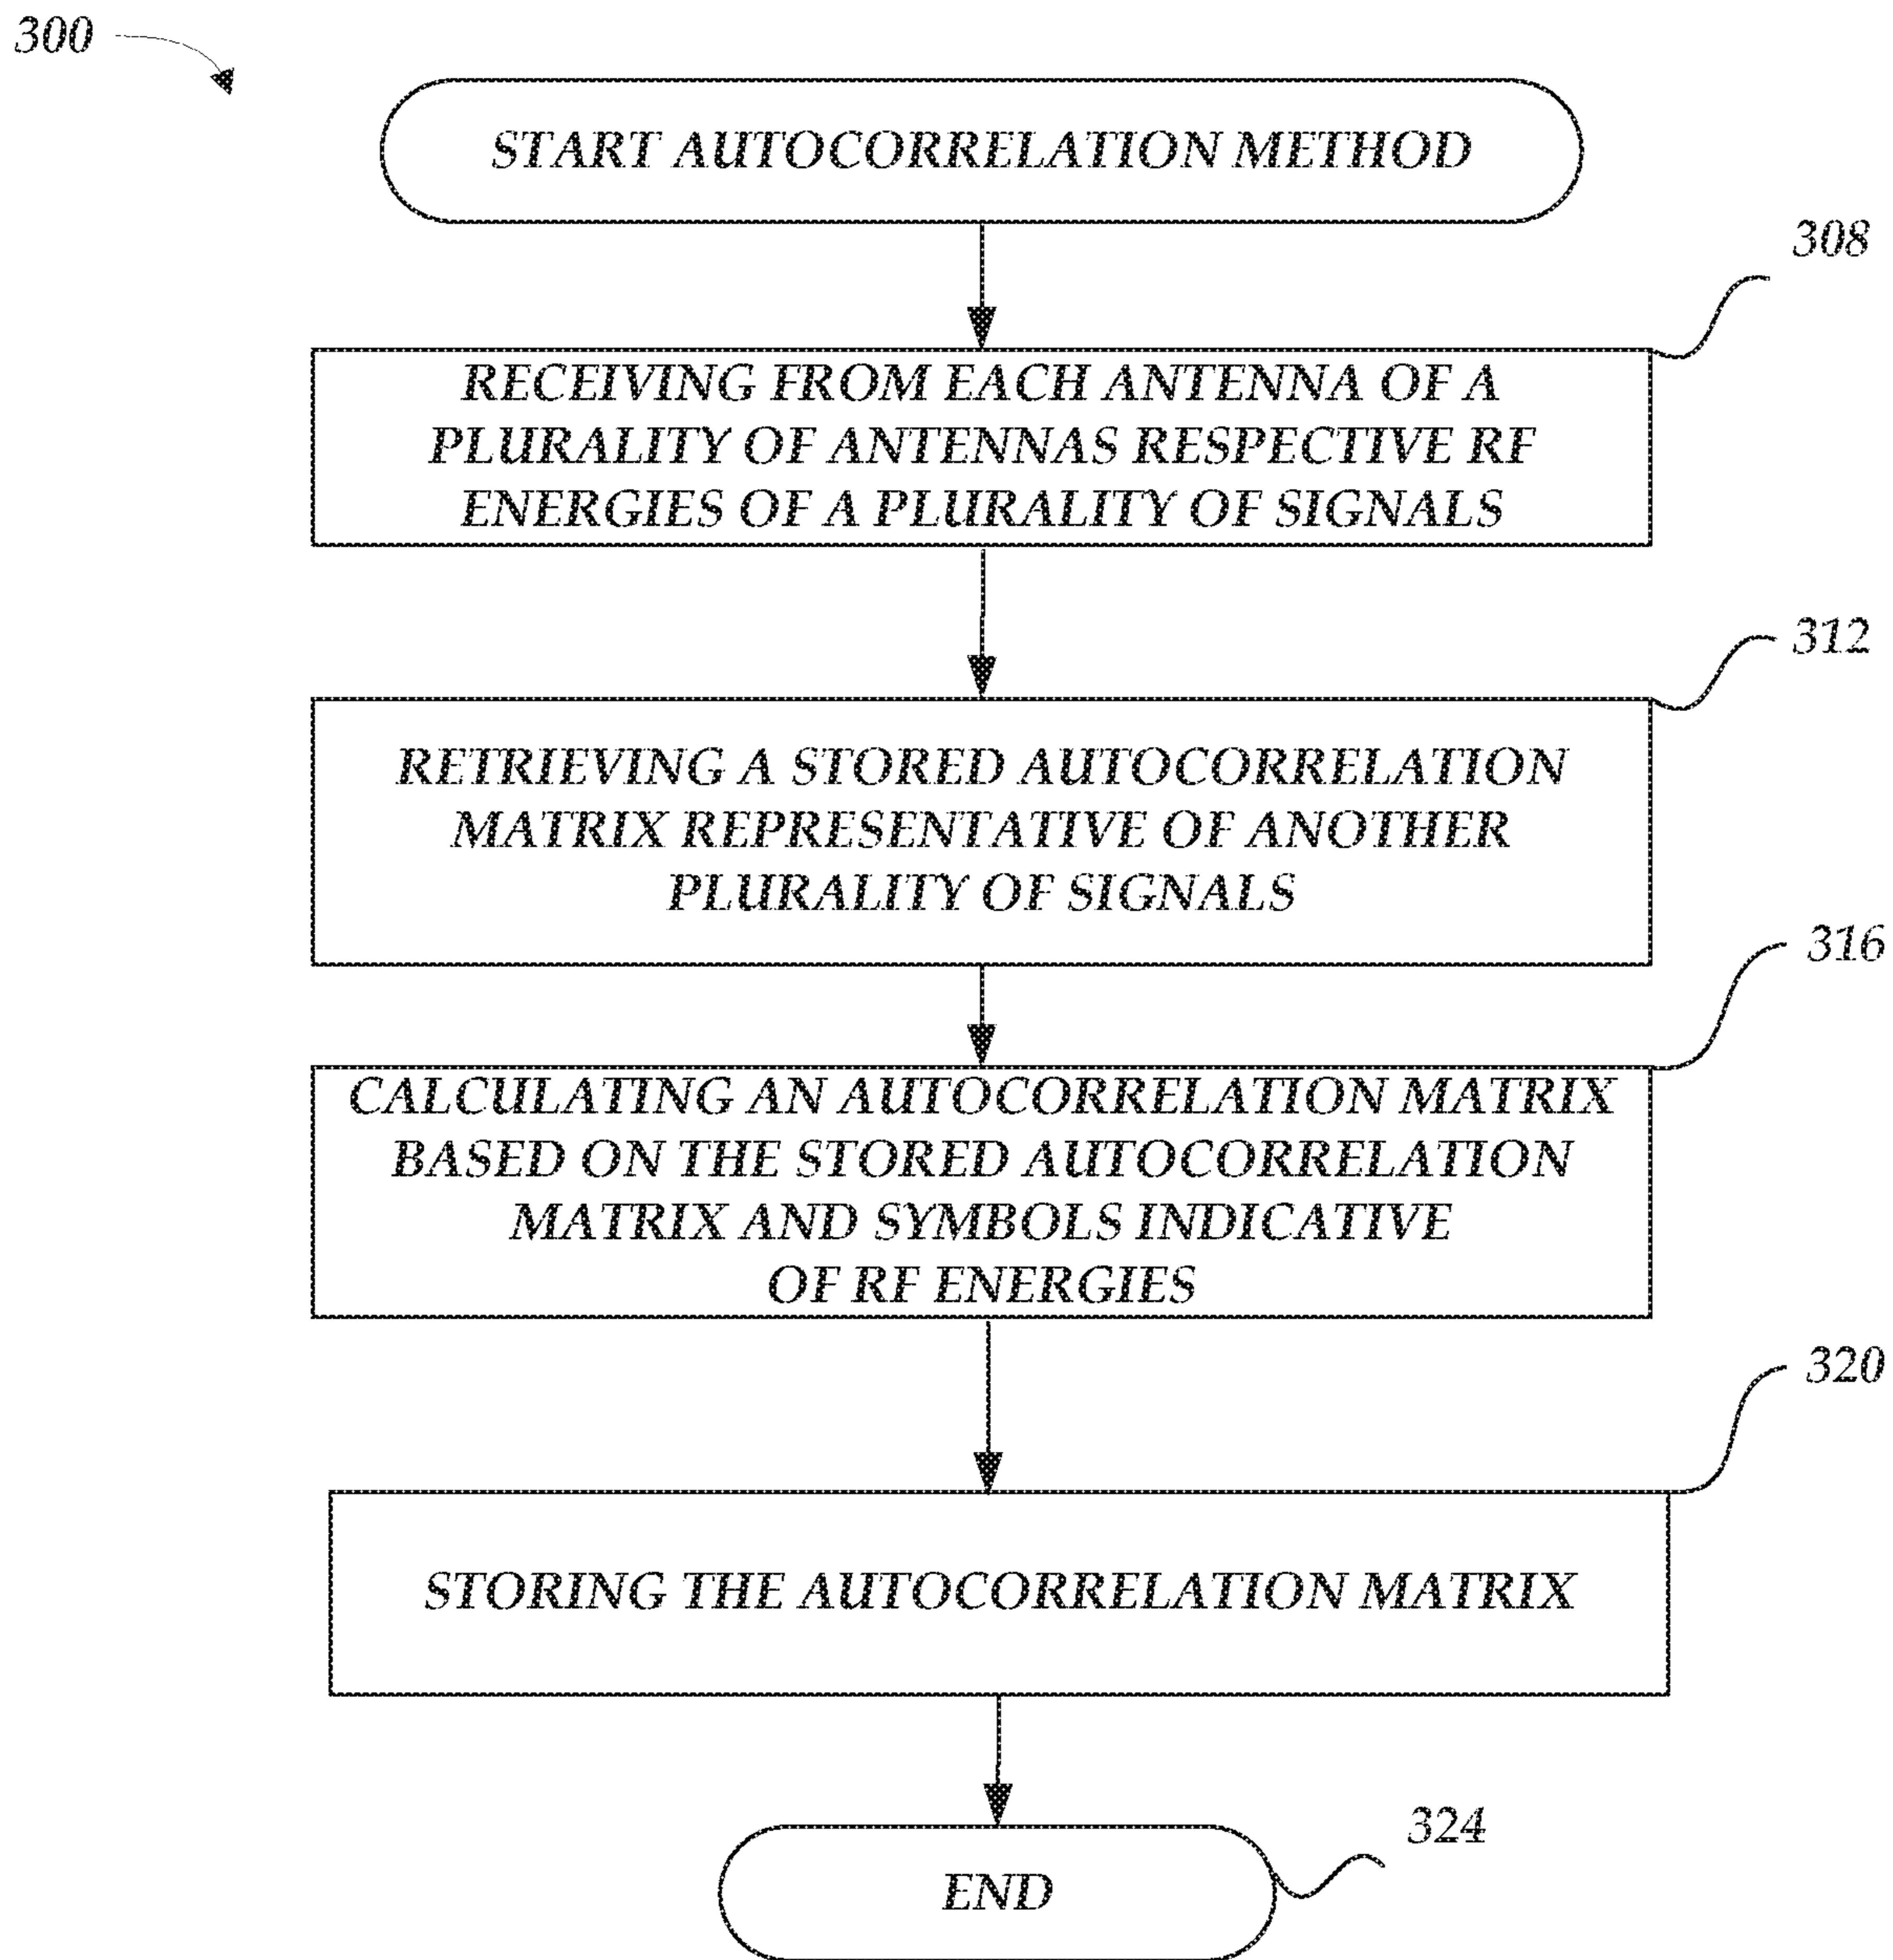 300
START AUTOCORRELATION METHOD
308
RECEIVING FROM EACH ANTENNA OF A
PLURALITY OF ANTENNAS RESPECTIVE RF
ENERGIES OF A PLURALITY OF SIGNALS
312
RETRIEVING A STORED AUTOCORRELATION
MATRIX REPRESENTATIVE OF ANOTHER
PLURALITY OF SIGNALS
316
CALCULATING AN AUTOCORRELATION MATRIX
BASED ON THE STORED AUTOCORRELATION
MATRIX AND SYMBOLS INDICATIVE
OF RF ENERGIES
320
STORING THE AUTOCORRELATION MATRIX
324
END